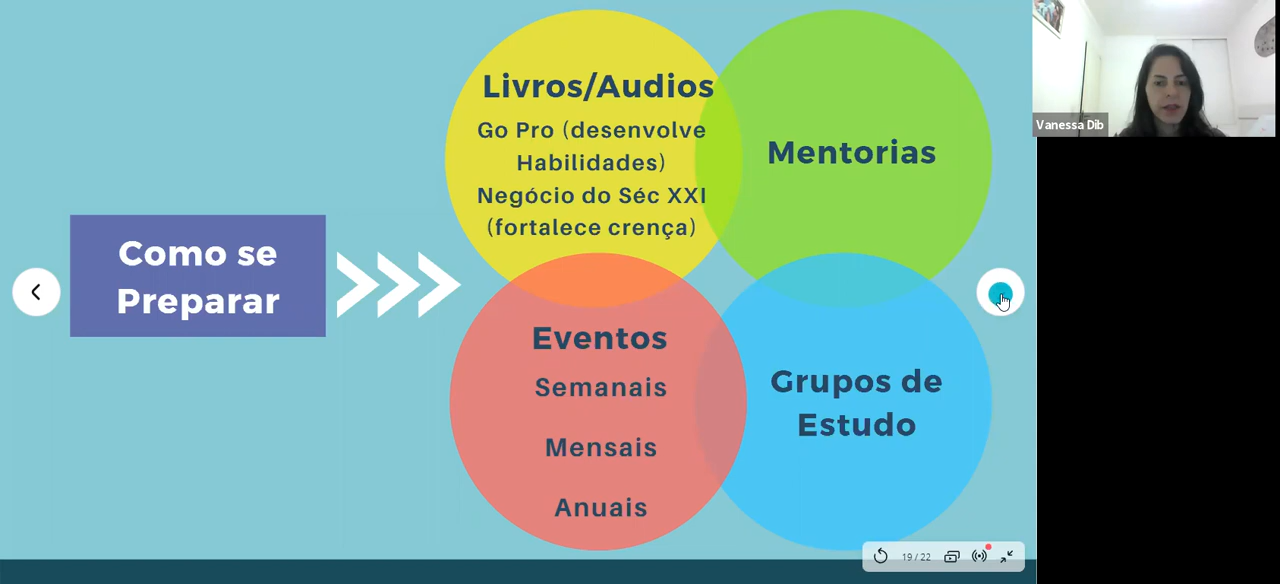 Como se
Preparar
Livros/Audios
Go Pro (desenvolve
Habilidades)
Negócio do Séc XXI
(fortalece crença)
Mentorias
Eventos
Semanais
Mensais
Anuais
Grupos de
Estudo
Vanessa Dib
19 / 22